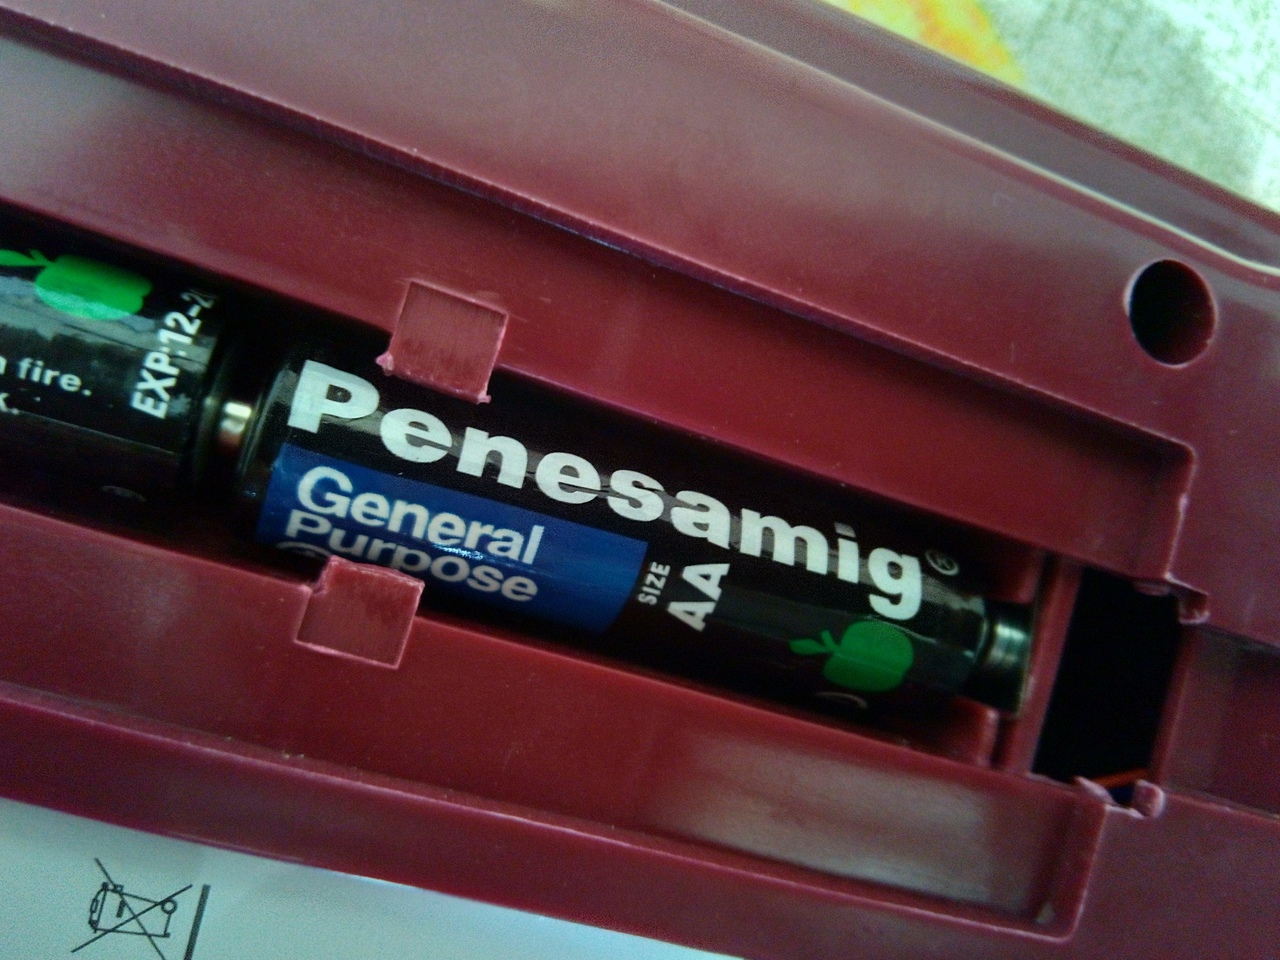 fire.
EXP:12-2
Penesamig®
General
Purpose
SIZE
AA